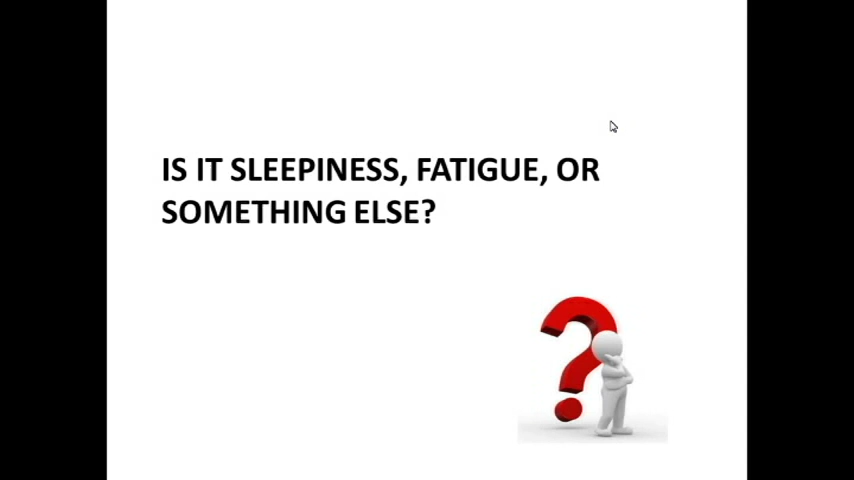 IS IT SLEEPINESS, FATIGUE, OR
SOMETHING ELSE?